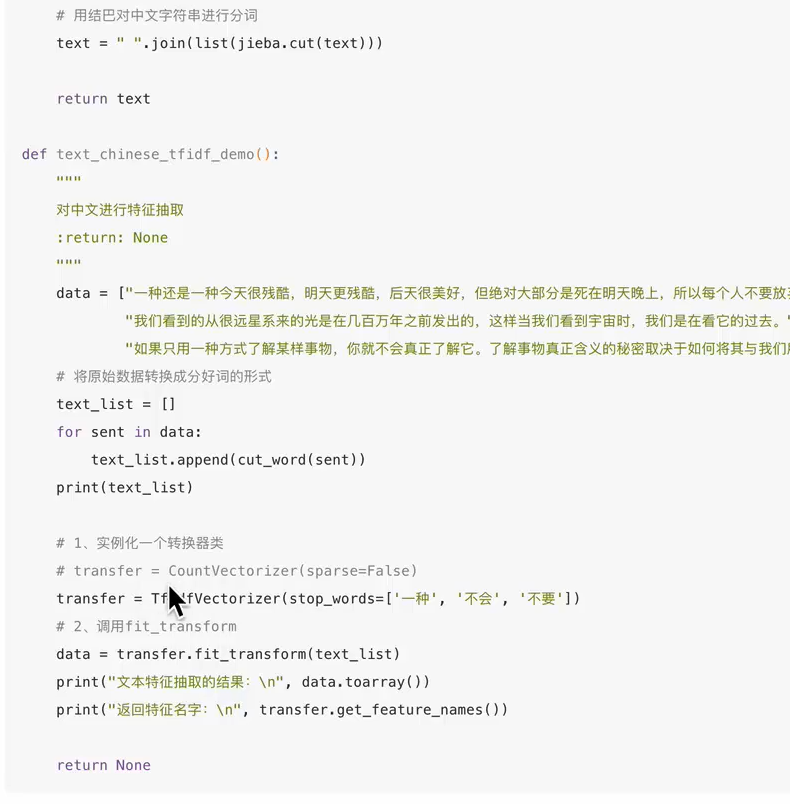 # 用结巴对中文字符串进行分词
text = " ".join(list(jieba.cut(text)))
return text
def text_chinese_tfidf_demo():
"""
对中文进行特征抽取
:return: None
"""
data = ["一种还是一种今天很残酷，明天更残酷，后天很美好，但绝对大部分是死在明天晚上，所以每个人不要放
"我们看到的从很远星系来的光是在几百万年之前发出的，这样当我们看到宇宙时，我们是在看它的过去。"
"如果只用一种方式了解某样事物，你就不会真正了解它。了解事物真正含义的秘密取决于如何将其与我们
# 将原始数据转换成分好词的形式
text_list = []
for sent in data:
text_list.append(cut_word(sent))
print(text_list)
# 1、实例化一个转换器类
# transfer = CountVectorizer(sparse=False)
transfer = TfidfVectorizer(stop_words=['一种', '不会', '不要'])
# 2、调用fit_transform
data = transfer.fit_transform(text_list)
print("文本特征抽取的结果：\n", data.toarray())
print("返回特征名字：\n", transfer.get_feature_names())
return None